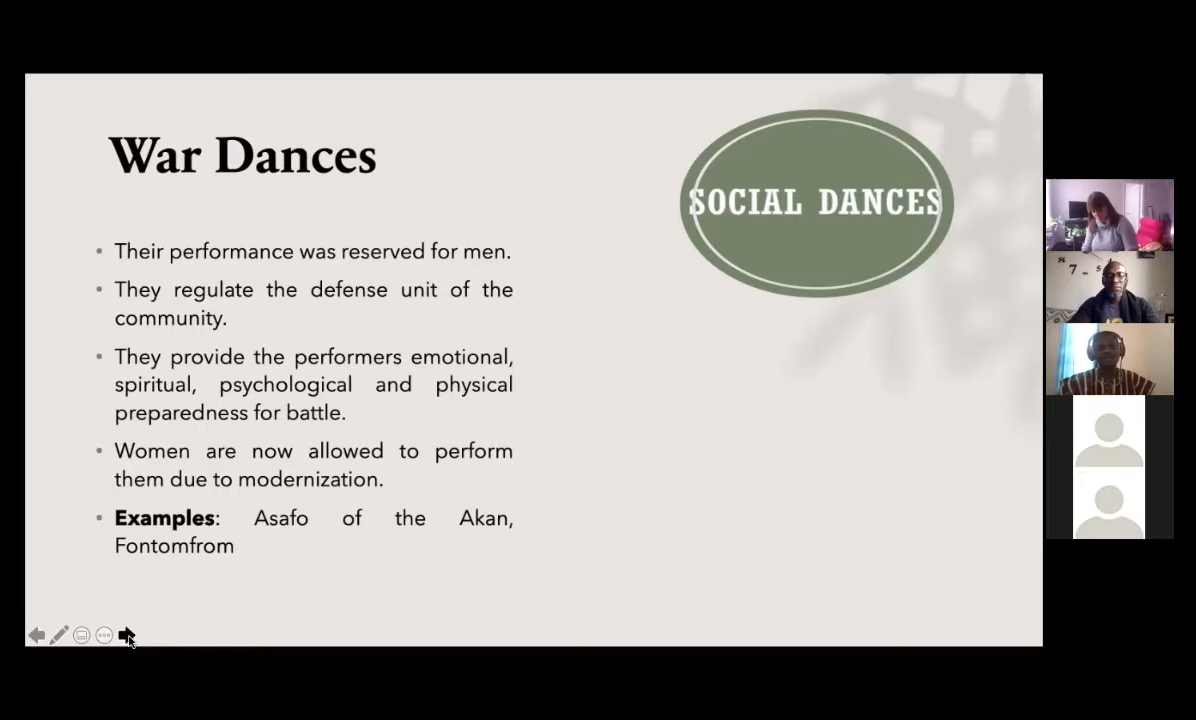 War Dances
SOCIAL DANCES
• Their performance was reserved for men.
• They regulate the defense unit of the
community.
• They provide the performers emotional,
spiritual, psychological and physical
preparedness for battle.
• Women are now allowed to perform
them due to modernization.
• Examples: Asafo of the Akan,
Fontomfrom